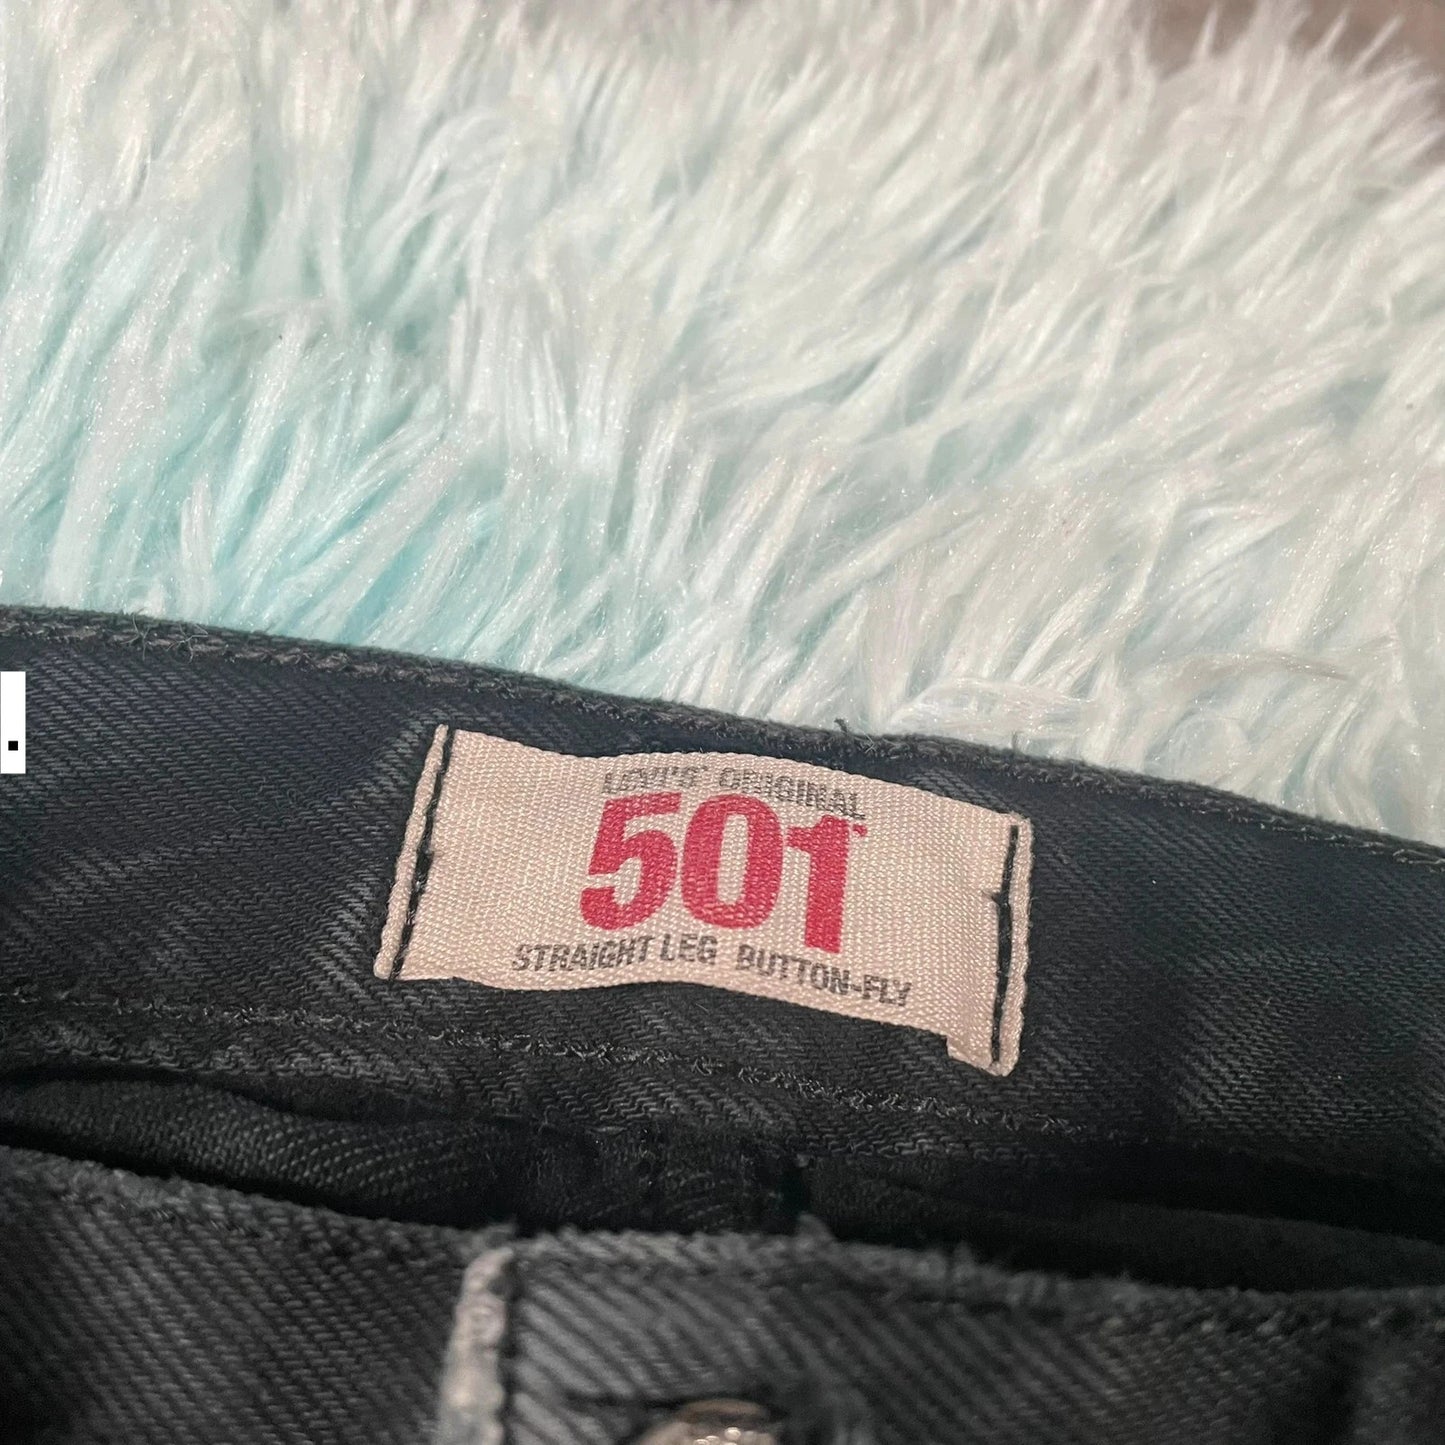 LEVI'S® ORIGINAL
501®
STRAIGHT LEG BUTTON-FLY
.